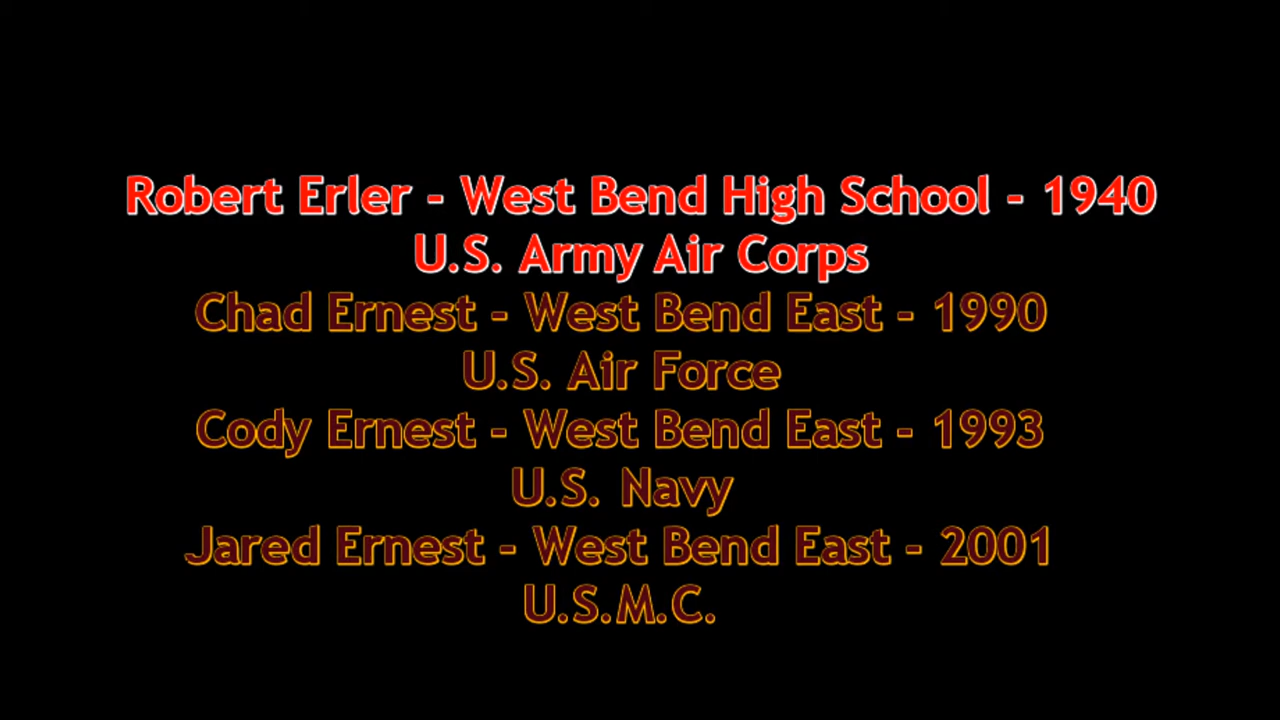 Robert Erler - West Bend High School - 1940
U.S. Army Air Corps
Chad Ernest - West Bend East - 1990
U.S. Air Force
Cody Ernest - West Bend East - 1993
U.S. Navy
Jared Ernest - West Bend East - 2001
U.S.M.C.